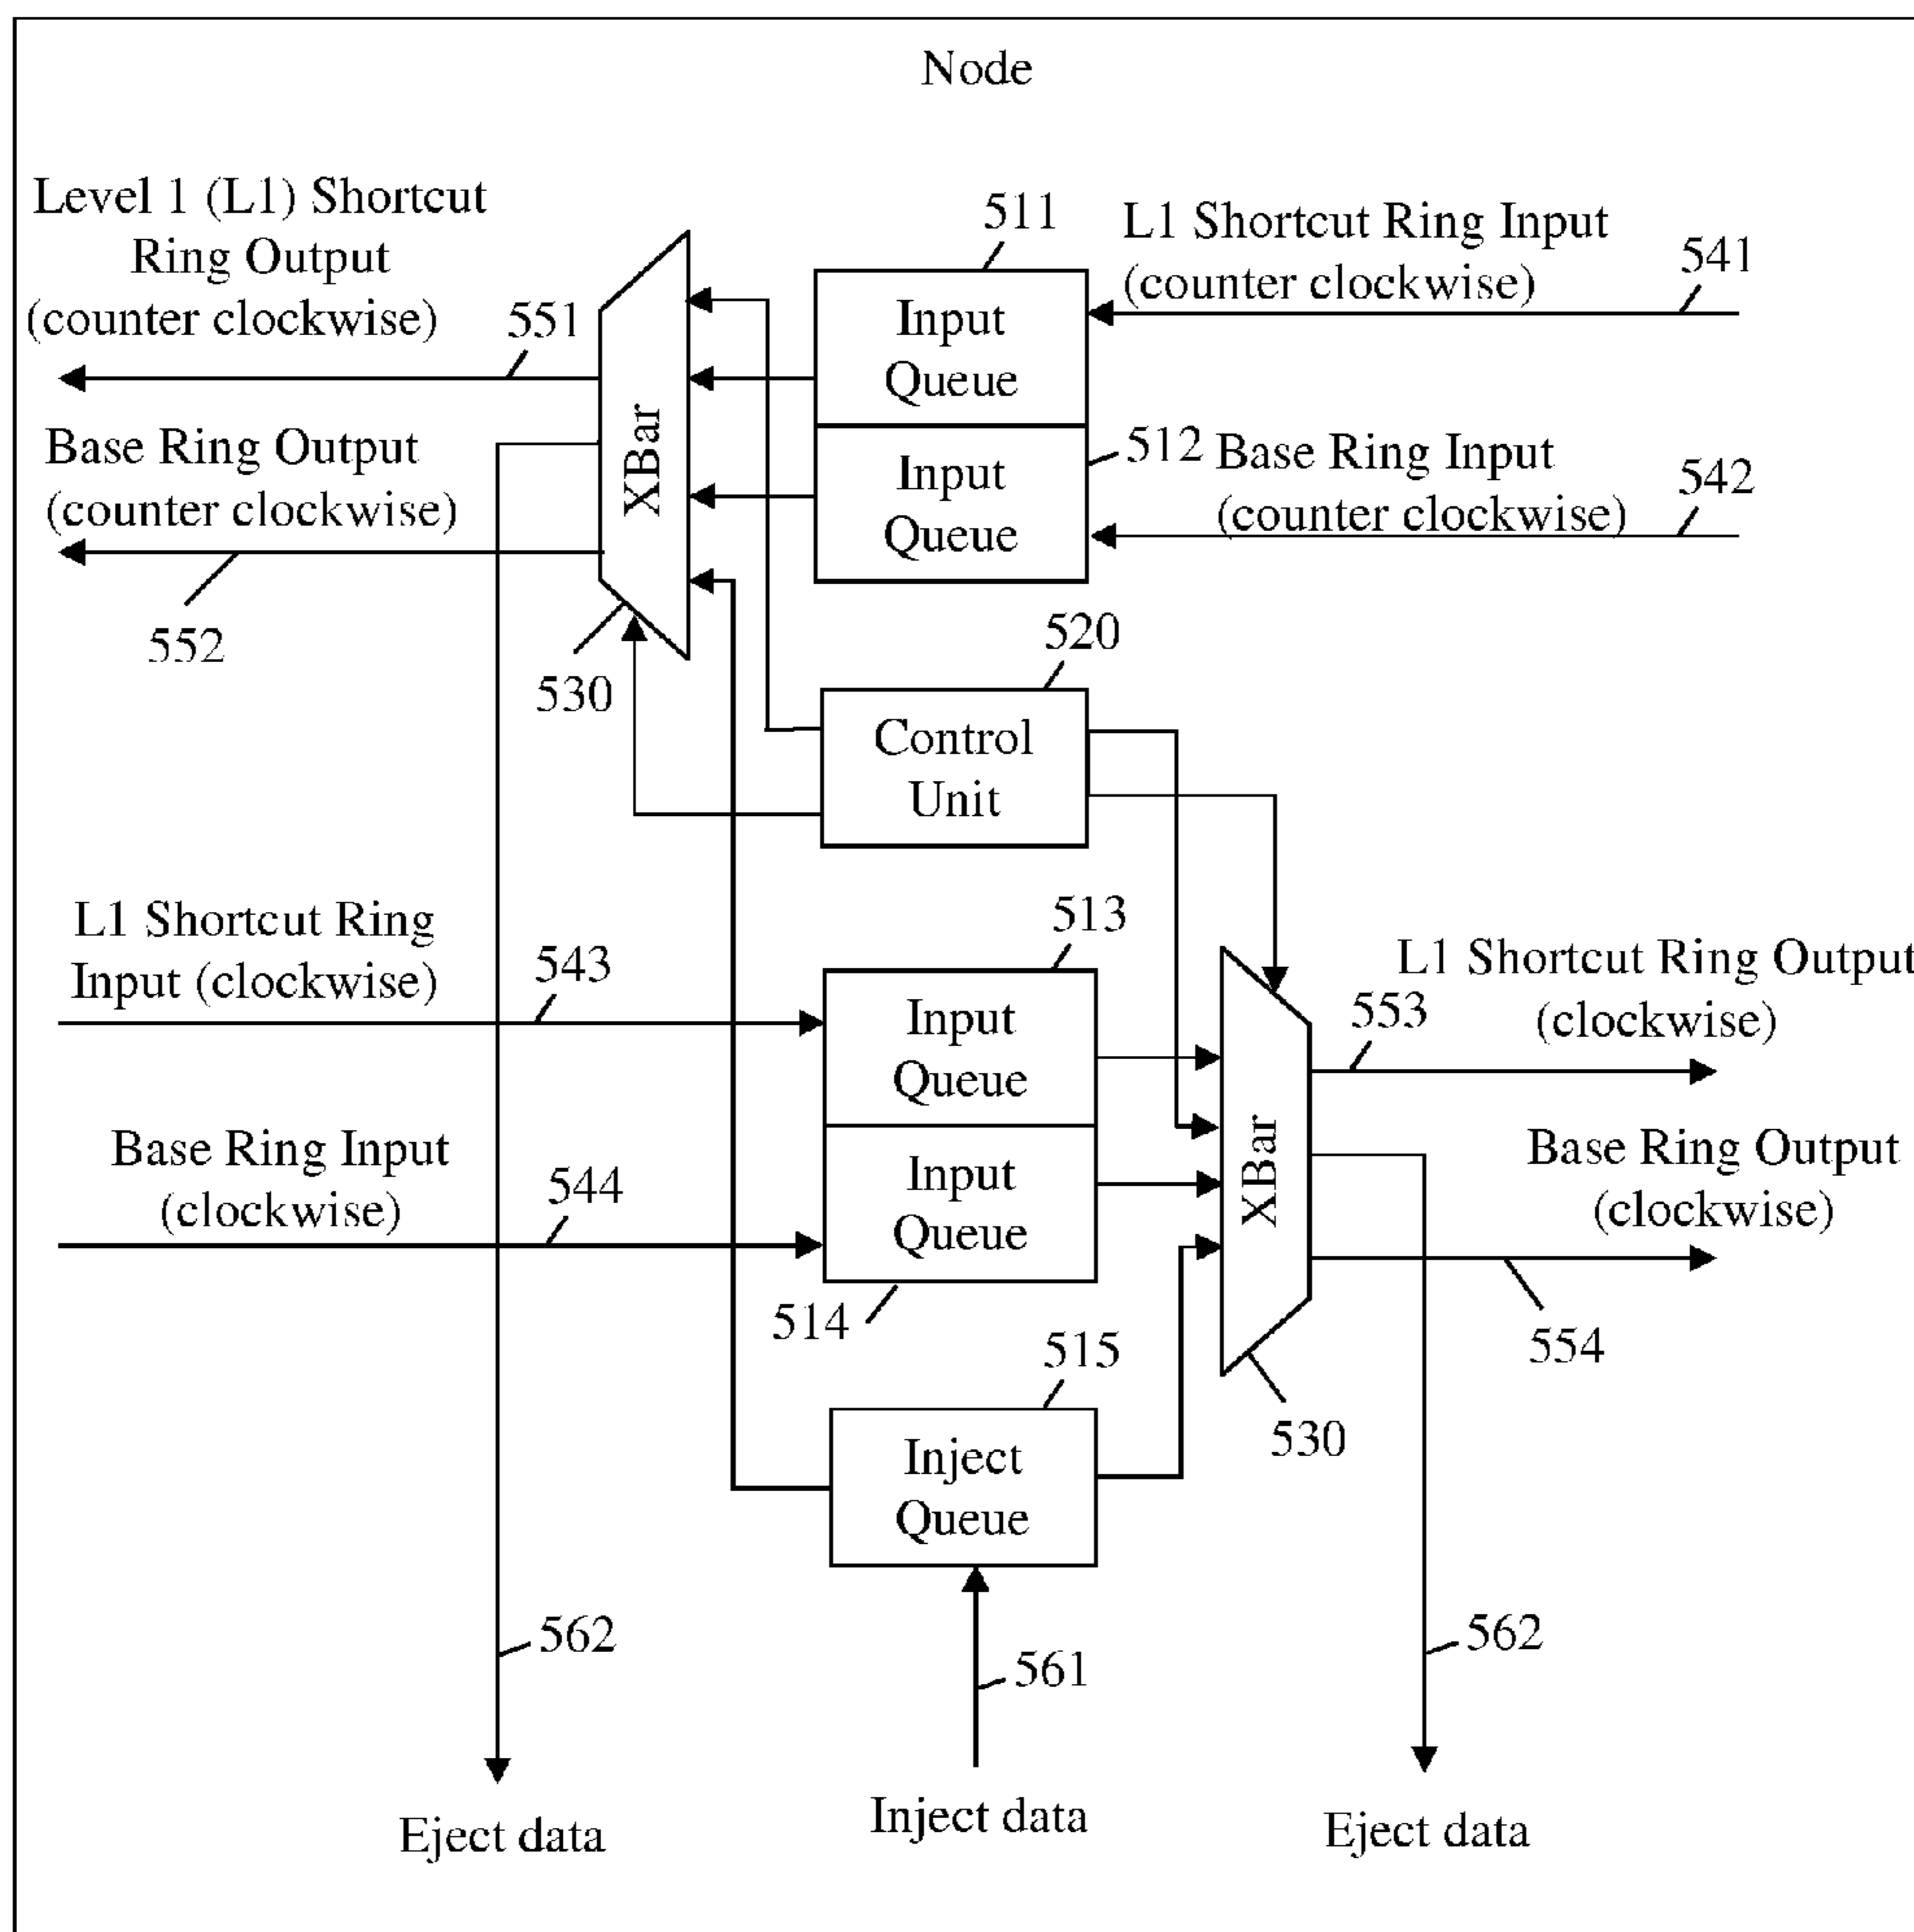 Node
Level 1 (L1) Shortcut
Ring Output
(counter clockwise)
551
511
L1 Shortcut Ring Input
(counter clockwise)
541
Input
Queue
XBar
Base Ring Output
(counter clockwise)
552
530
Input
Queue
512
Base Ring Input
(counter clockwise)
542
520
Control
Unit
L1 Shortcut Ring
Input (clockwise)
543
513
Input
Queue
L1 Shortcut Ring Output
(clockwise)
553
Base Ring Input
(clockwise)
544
Input
Queue
514
XBar
Base Ring Output
(clockwise)
554
530
515
Inject
Queue
562
561
562
Eject data
Inject data
Eject data